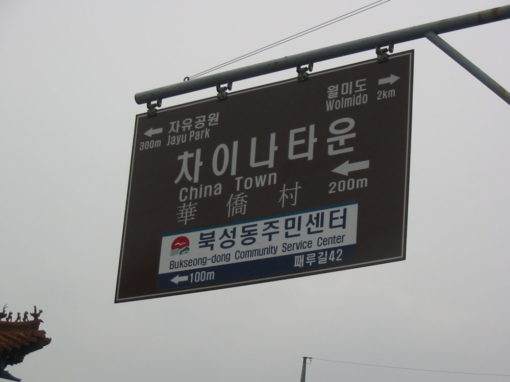 자유공원
Jayu Park
300m
월미도
Wolmido
2km
차이나타운
China Town
華僑村
200m
북성동주민센터
Bukseong-dong Community Service Center
100m
패루길42